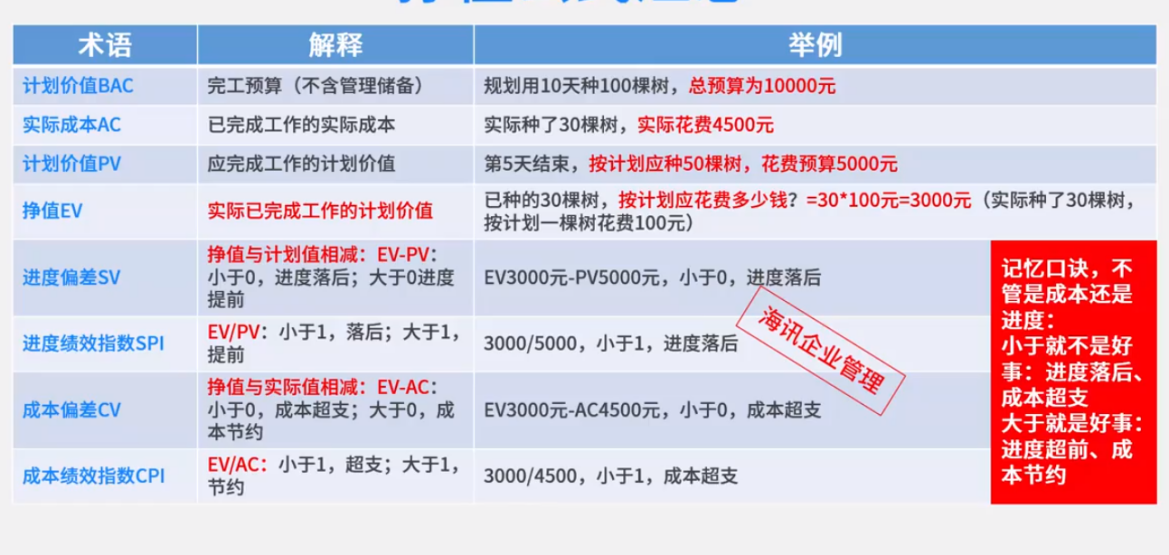 术语 解释 举例
计划价值BAC 完工预算（不含管理储备） 规划用10天种100棵树，总预算为10000元
实际成本AC 已完成工作的实际成本 实际种了30棵树，实际花费4500元
计划价值PV 应完成工作的计划价值 第5天结束，按计划应种50棵树，花费预算5000元
挣值EV 实际已完成工作的计划价值 已种的30棵树，按计划应花费多少钱？=30*100元=3000元（实际种了30棵树，
按计划一棵树花费100元）
进度偏差SV
挣值与计划值相减：EV-PV：
小于0，进度落后；大于0进度
提前
EV3000元-PV5000元，小于0，进度落后
进度绩效指数SPI
EV/PV：小于1，落后；大于1，
提前
3000/5000，小于1，进度落后
成本偏差CV
挣值与实际值相减：EV-AC：
小于0，成本超支；大于0，成
本节约
EV3000元-AC4500元，小于0，成本超支
成本绩效指数CPI
EV/AC：小于1，超支；大于1，
节约
3000/4500，小于1，成本超支
记忆口诀，不
管是成本还是
进度：
小于就不是好
事：进度落后、
成本超支
大于就是好事：
进度超前、成
本节约
海讯企业管理